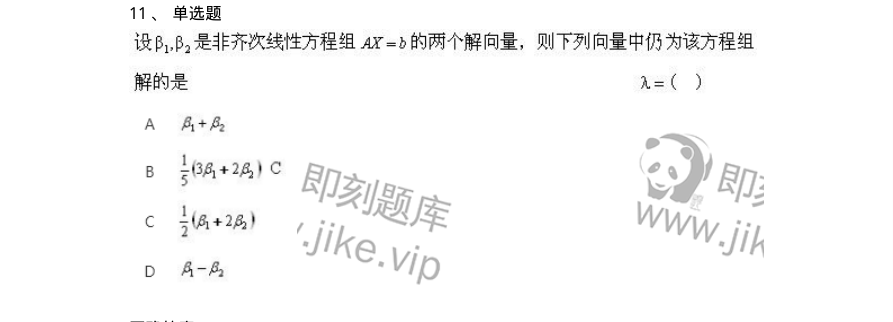 11 、 单选题
设β₁,β₂是非齐次线性方程组 AX = b 的两个解向量，则下列向量中仍为该方程组
解的是 λ = ( )
A β₁ + β₂
B 1/5(3β₁ + 2β₂) C
C 1/2(β₁ + 2β₂)
D β₁ − β₂
即刻题库
.jike.vip
即刻
www.jik